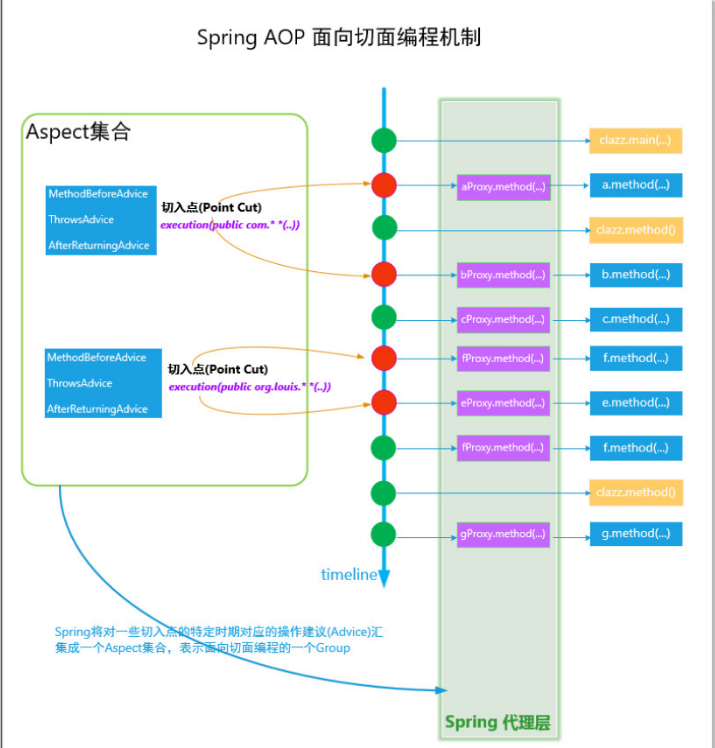 Spring AOP 面向切面编程机制
Aspect集合
MethodBeforeAdvice
ThrowsAdvice
AfterReturningAdvice
切入点(Point Cut)
execution(public com.* *(..))
MethodBeforeAdvice
ThrowsAdvice
AfterReturningAdvice
切入点(Point Cut)
execution(public org.louis.* *(..))
clazz.main(...)
aProxy.method(...)
a.method(...)
clazz.method()
bProxy.method(...)
b.method(...)
cProxy.method(...)
c.method(...)
fProxy.method(...)
f.method(...)
eProxy.method(...)
e.method(...)
fProxy.method(...)
f.method(...)
clazz.method()
gProxy.method(...)
g.method(...)
timeline
Spring将对一些切入点的特定时期对应的操作建议(Advice)汇
集成一个Aspect集合，表示面向切面编程的一个Group
Spring 代理层